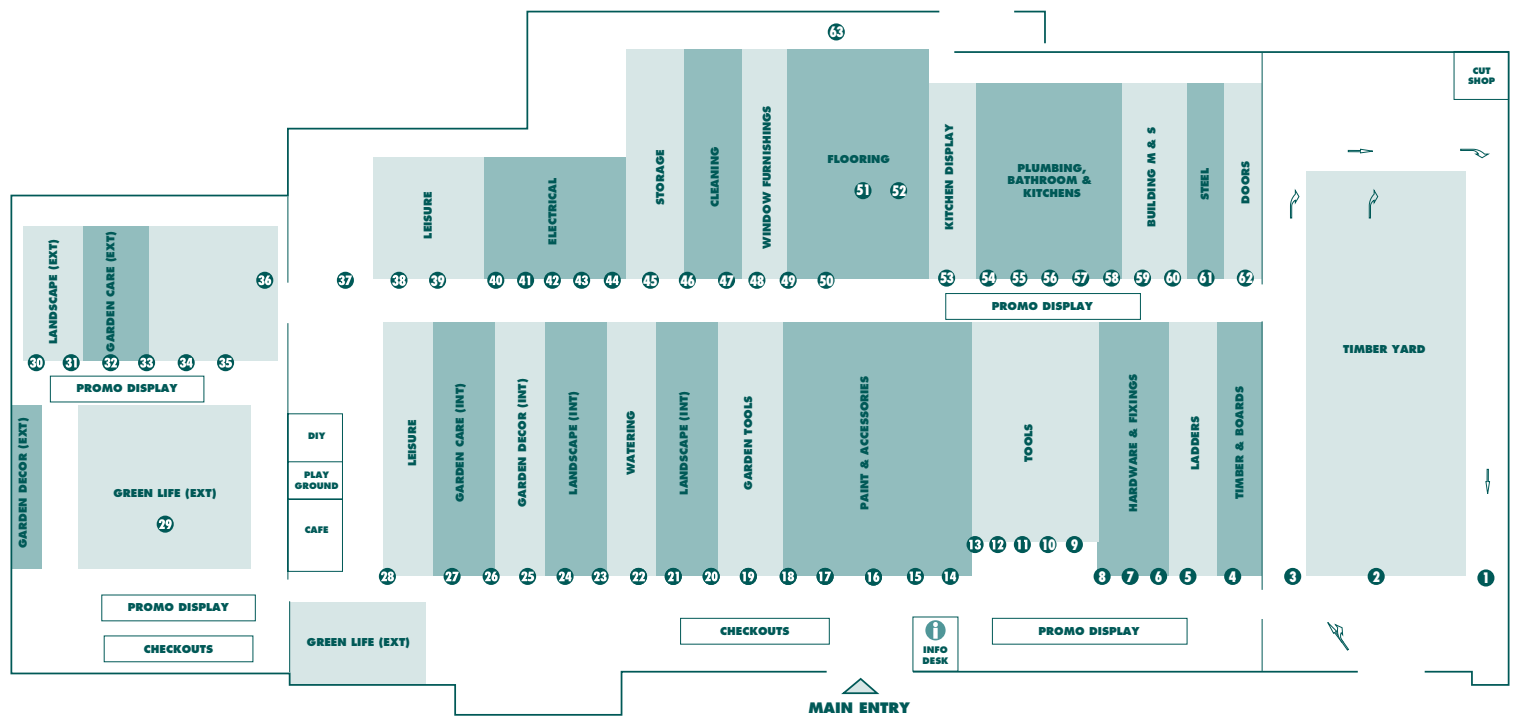 63
CUT
SHOP
STORAGE
CLEANING
WINDOW FURNISHINGS
FLOORING
51
52
KITCHEN DISPLAY
PLUMBING,
BATHROOM &
KITCHENS
BUILDING M & S
STEEL
DOORS
LEISURE
ELECTRICAL
LANDSCAPE (EXT)
GARDEN CARE (EXT)
36
37
38
39
40
41
42
43
44
45
46
47
48
49
50
53
54
55
56
57
58
59
60
61
62
PROMO DISPLAY
30
31
32
33
34
35
PROMO DISPLAY
TIMBER YARD
GARDEN DECOR (EXT)
GREEN LIFE (EXT)
29
DIY
PLAY
GROUND
CAFE
LEISURE
GARDEN CARE (INT)
GARDEN DECOR (INT)
LANDSCAPE (INT)
WATERING
LANDSCAPE (INT)
GARDEN TOOLS
PAINT & ACCESSORIES
TOOLS
HARDWARE & FIXINGS
LADDERS
TIMBER & BOARDS
13
12
11
10
9
28
27
26
25
24
23
22
21
20
19
18
17
16
15
14
8
7
6
5
4
3
2
1
PROMO DISPLAY
CHECKOUTS
GREEN LIFE (EXT)
CHECKOUTS
i
INFO
DESK
PROMO DISPLAY
MAIN ENTRY